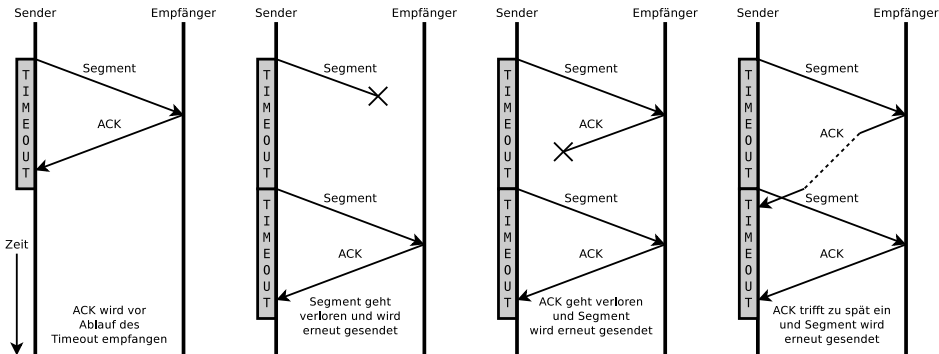 Sender
Empfänger
Segment
ACK
TIMEOUT
Zeit
ACK wird vor
Ablauf des
Timeout empfangen
Sender
Empfänger
Segment
TIMEOUT
Segment
ACK
TIMEOUT
Segment geht
verloren und wird
erneut gesendet
Sender
Empfänger
Segment
ACK
TIMEOUT
Segment
ACK
TIMEOUT
ACK geht verloren
und Segment
wird erneut gesendet
Sender
Empfänger
Segment
ACK
TIMEOUT
Segment
ACK
TIMEOUT
ACK trifft zu spät ein
und Segment wird
erneut gesendet